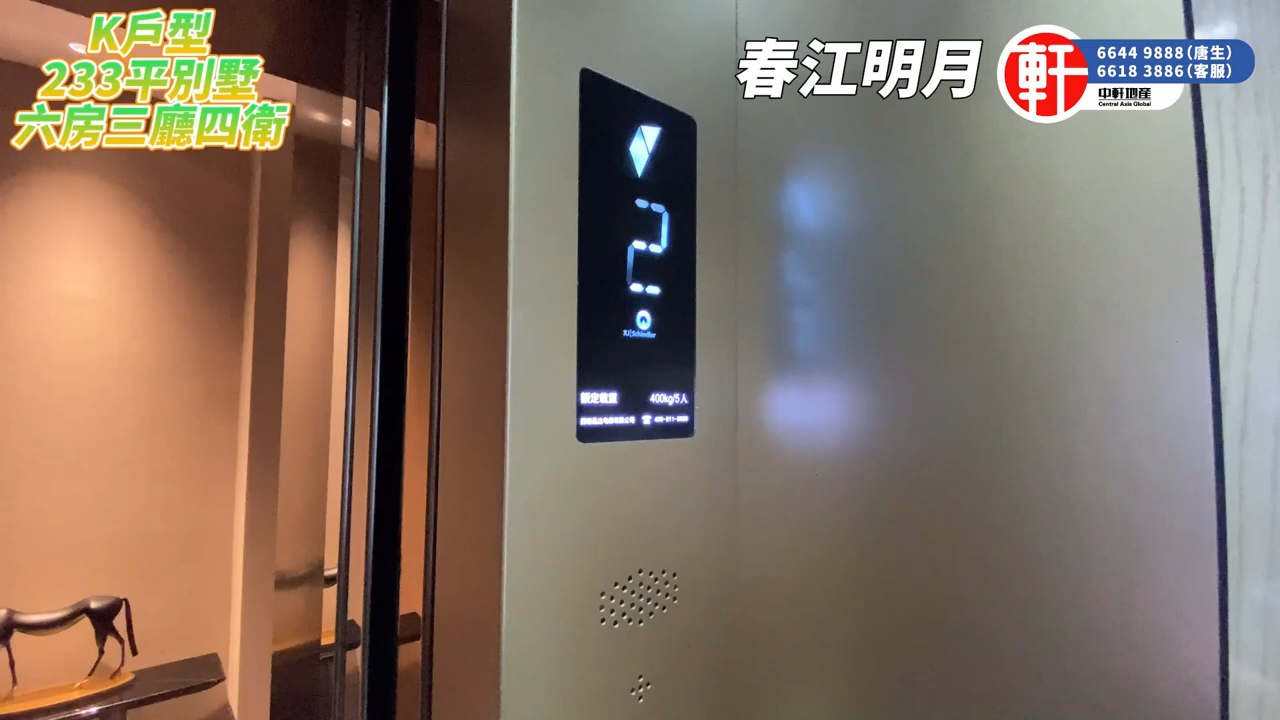 K戶型
233平別墅
六房三廳四衛
春江明月
軒
6644 9888(唐生)
6618 3886(客服)
中軒地產
Central Axis Global
2
XJ|Schindler
额定载重 400kg/5人